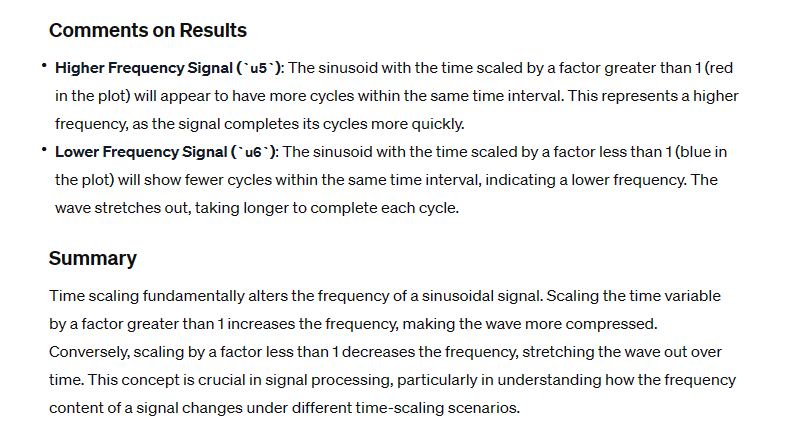 Comments on Results
• Higher Frequency Signal (`u5`): The sinusoid with the time scaled by a factor greater than 1 (red
in the plot) will appear to have more cycles within the same time interval. This represents a higher
frequency, as the signal completes its cycles more quickly.
• Lower Frequency Signal (`u6`): The sinusoid with the time scaled by a factor less than 1 (blue in
the plot) will show fewer cycles within the same time interval, indicating a lower frequency. The
wave stretches out, taking longer to complete each cycle.
Summary
Time scaling fundamentally alters the frequency of a sinusoidal signal. Scaling the time variable
by a factor greater than 1 increases the frequency, making the wave more compressed.
Conversely, scaling by a factor less than 1 decreases the frequency, stretching the wave out over
time. This concept is crucial in signal processing, particularly in understanding how the frequency
content of a signal changes under different time-scaling scenarios.